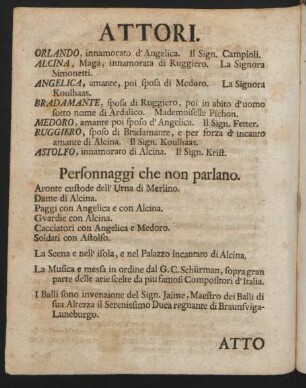 ATTORI.
ORLANDO, innamorato d'Angelica. Il Sign. Campioli.
ALCINA, Maga, innamorata di Ruggiero. La Signora
Simonetti.
ANGELICA, amante, poi sposa di Medoro. La Signora
Koulhaas.
BRADAMANTE, sposa di Ruggiero, poi in abito d'uomo
sotto nome di Ardalico. Mademoiselle Pichon.
MEDORO, amante poi sposo d' Angelica. Il Sign. Fetter.
RUGGIERO, sposo di Bradamante, e per forza d' incanto
amante di Alcina. Il Sign. Koulhaas.
ASTOLFO, innamorato di Alcina. Il Sign. Krist.
Personnaggi che non parlano.
Aronte custode dell' Urna di Merlino.
Dame di Alcina.
Paggi con Angelica e con Alcina.
Gvardie con Alcina.
Cacciatori con Angelica e Medoro.
Soldati con Astolfo.
La Scena e nell' isola, e nel Palazzo incantato di Alcina.
La Musica e messa in ordine dal G. C. Schürman, sopra gran
parte delle arie scelte da piu famosi Compositori d' Italia.
I Balli sono invenzione del Sign. Jaime, Maestro dei Balli di
sua Altezza il Serenissimo Duca regnante di Braunsviga-
Luneburgo.
ATTO